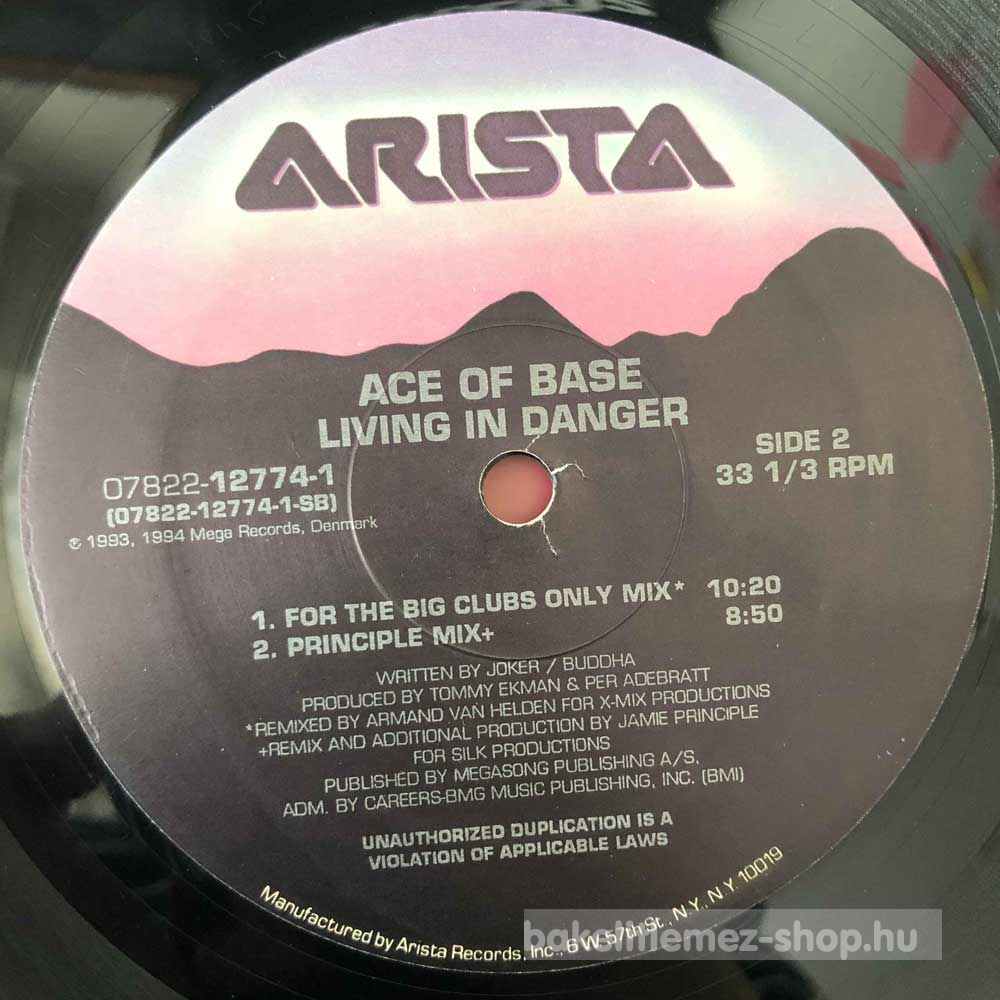 ARISTA
ACE OF BASE
LIVING IN DANGER
SIDE 2
33 1/3 RPM
07822-12774-1
(07822-12774-1-SB)
℗ 1993, 1994 Mega Records, Denmark
1. FOR THE BIG CLUBS ONLY MIX* 10:20
2. PRINCIPLE MIX+ 8:50
WRITTEN BY JOKER / BUDDHA
PRODUCED BY TOMMY EKMAN & PER ADEBRATT
*REMIXED BY ARMAND VAN HELDEN FOR X-MIX PRODUCTIONS
+REMIX AND ADDITIONAL PRODUCTION BY JAMIE PRINCIPLE
FOR SILK PRODUCTIONS
PUBLISHED BY MEGASONG PUBLISHING A/S,
ADM. BY CAREERS-BMG MUSIC PUBLISHING, INC. (BMI)
UNAUTHORIZED DUPLICATION IS A
VIOLATION OF APPLICABLE LAWS
Manufactured by Arista Records, Inc., 6 W. 57th St., N.Y., N.Y. 10019
bakelitlemez-shop.hu